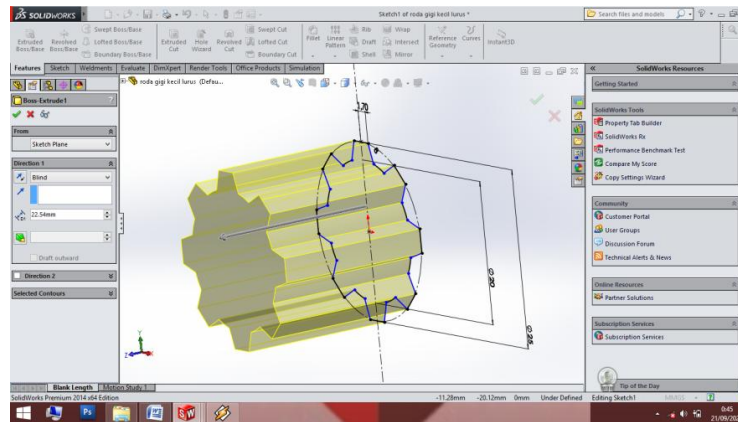 SOLIDWORKS
Sketch1 of roda gigi kecil lurus *
Search files and models
Extruded Boss/Base
Revolved Boss/Base
Swept Boss/Base
Lofted Boss/Base
Boundary Boss/Base
Extruded Cut
Hole Wizard
Revolved Cut
Swept Cut
Lofted Cut
Boundary Cut
Fillet
Linear Pattern
Rib
Draft
Shell
Wrap
Intersect
Mirror
Reference Geometry
Curves
Instant3D
Features Sketch Weldments Evaluate DimXpert Render Tools Office Products Simulation
roda gigi kecil lurus (Defau...
Boss-Extrude1
From
Sketch Plane
Direction 1
Blind
22.54mm
Draft outward
Direction 2
Selected Contours
SolidWorks Resources
Getting Started
SolidWorks Tools
Property Tab Builder
SolidWorks Rx
Performance Benchmark Test
Compare My Score
Copy Settings Wizard
Community
Customer Portal
User Groups
Discussion Forum
Technical Alerts & News
Online Resources
Partner Solutions
Subscription Services
Subscription Services
Tip of the Day
Blank Length Motion Study 1
SolidWorks Premium 2014 x64 Edition
-11.28mm -20.12mm 0mm Under Defined Editing Sketch1
0:45